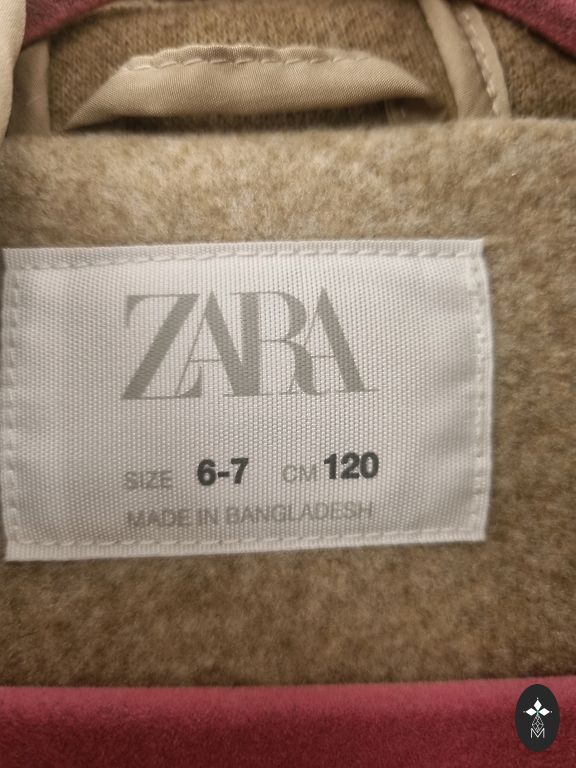 ZARA
SIZE 6-7 CM 120
MADE IN BANGLADESH
M